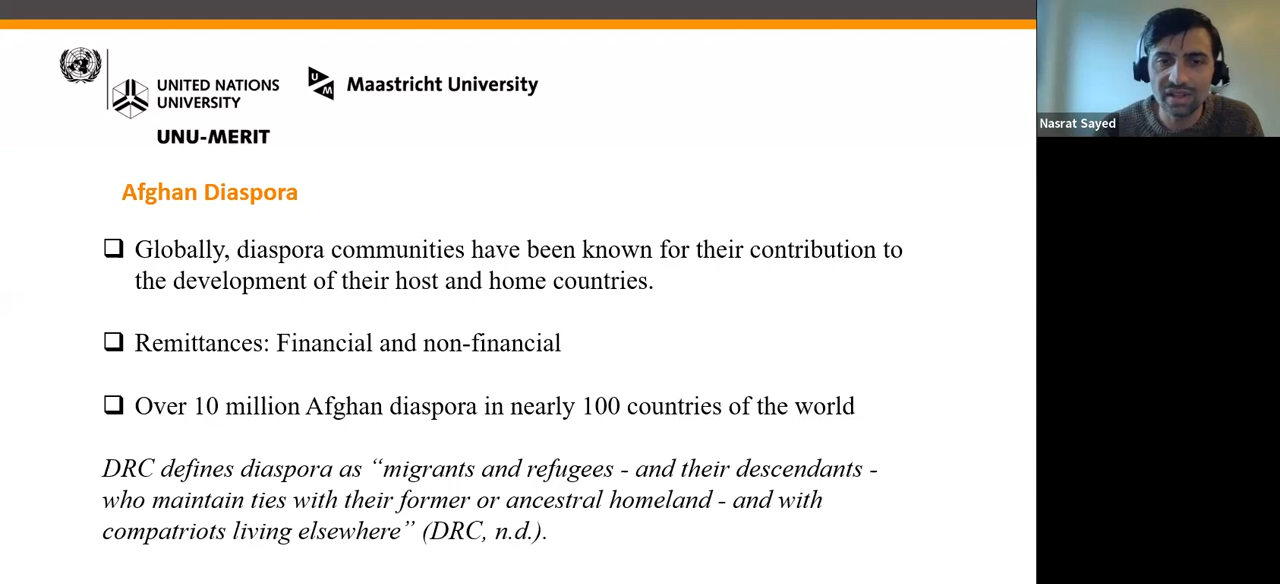 UNITED NATIONS
UNIVERSITY
UNU-MERIT
U
M
Maastricht University
Nasrat Sayed
Afghan Diaspora
Globally, diaspora communities have been known for their contribution to
the development of their host and home countries.
Remittances: Financial and non-financial
Over 10 million Afghan diaspora in nearly 100 countries of the world
DRC defines diaspora as “migrants and refugees - and their descendants -
who maintain ties with their former or ancestral homeland - and with
compatriots living elsewhere” (DRC, n.d.).